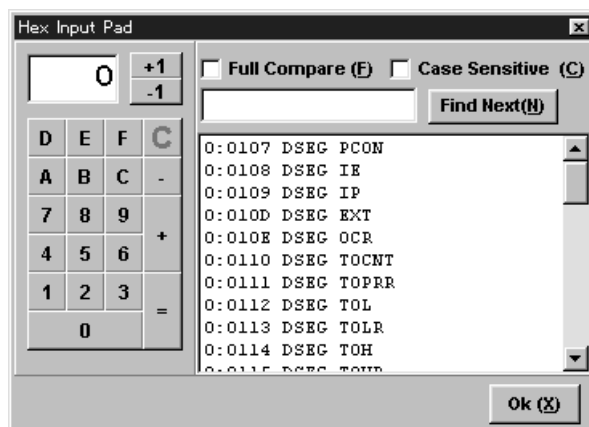 Hex Input Pad
0
+1
-1
D E F C
A B C -
7 8 9
+
4 5 6
1 2 3
=
0
Full Compare (F) Case Sensitive (C)
Find Next(N)
0:0107 DSEG PCON
0:0108 DSEG IE
0:0109 DSEG IP
0:010D DSEG EXT
0:010E DSEG OCR
0:0110 DSEG TOCNT
0:0111 DSEG TOPRR
0:0112 DSEG TOL
0:0113 DSEG TOLR
0:0114 DSEG TOH
Ok (X)